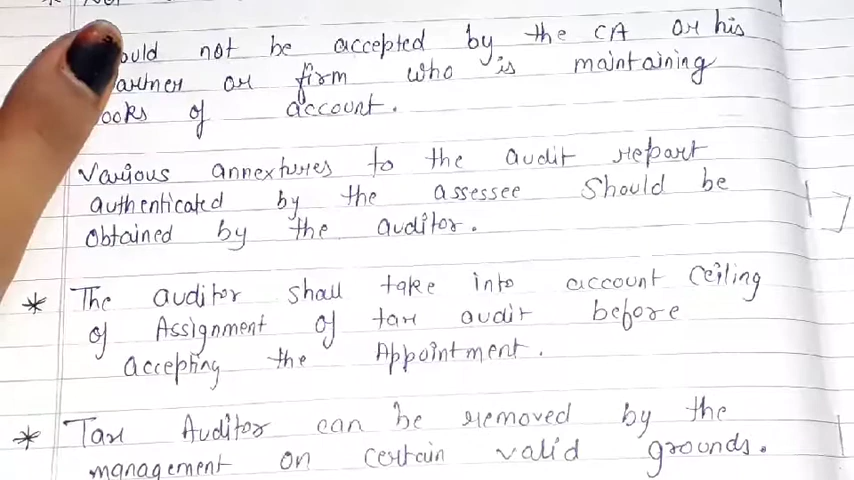 ould not be accepted by the CA or his
artner or firm who is maintaining
ooks of account.
Various annextures to the audit report
authenticated by the assessee should be
obtained by the auditor.
* The auditor shall take into account ceiling
of Assignment of tax audit before
accepting the Appointment.
* Tax Auditor can be removed by the
management on certain valid grounds.